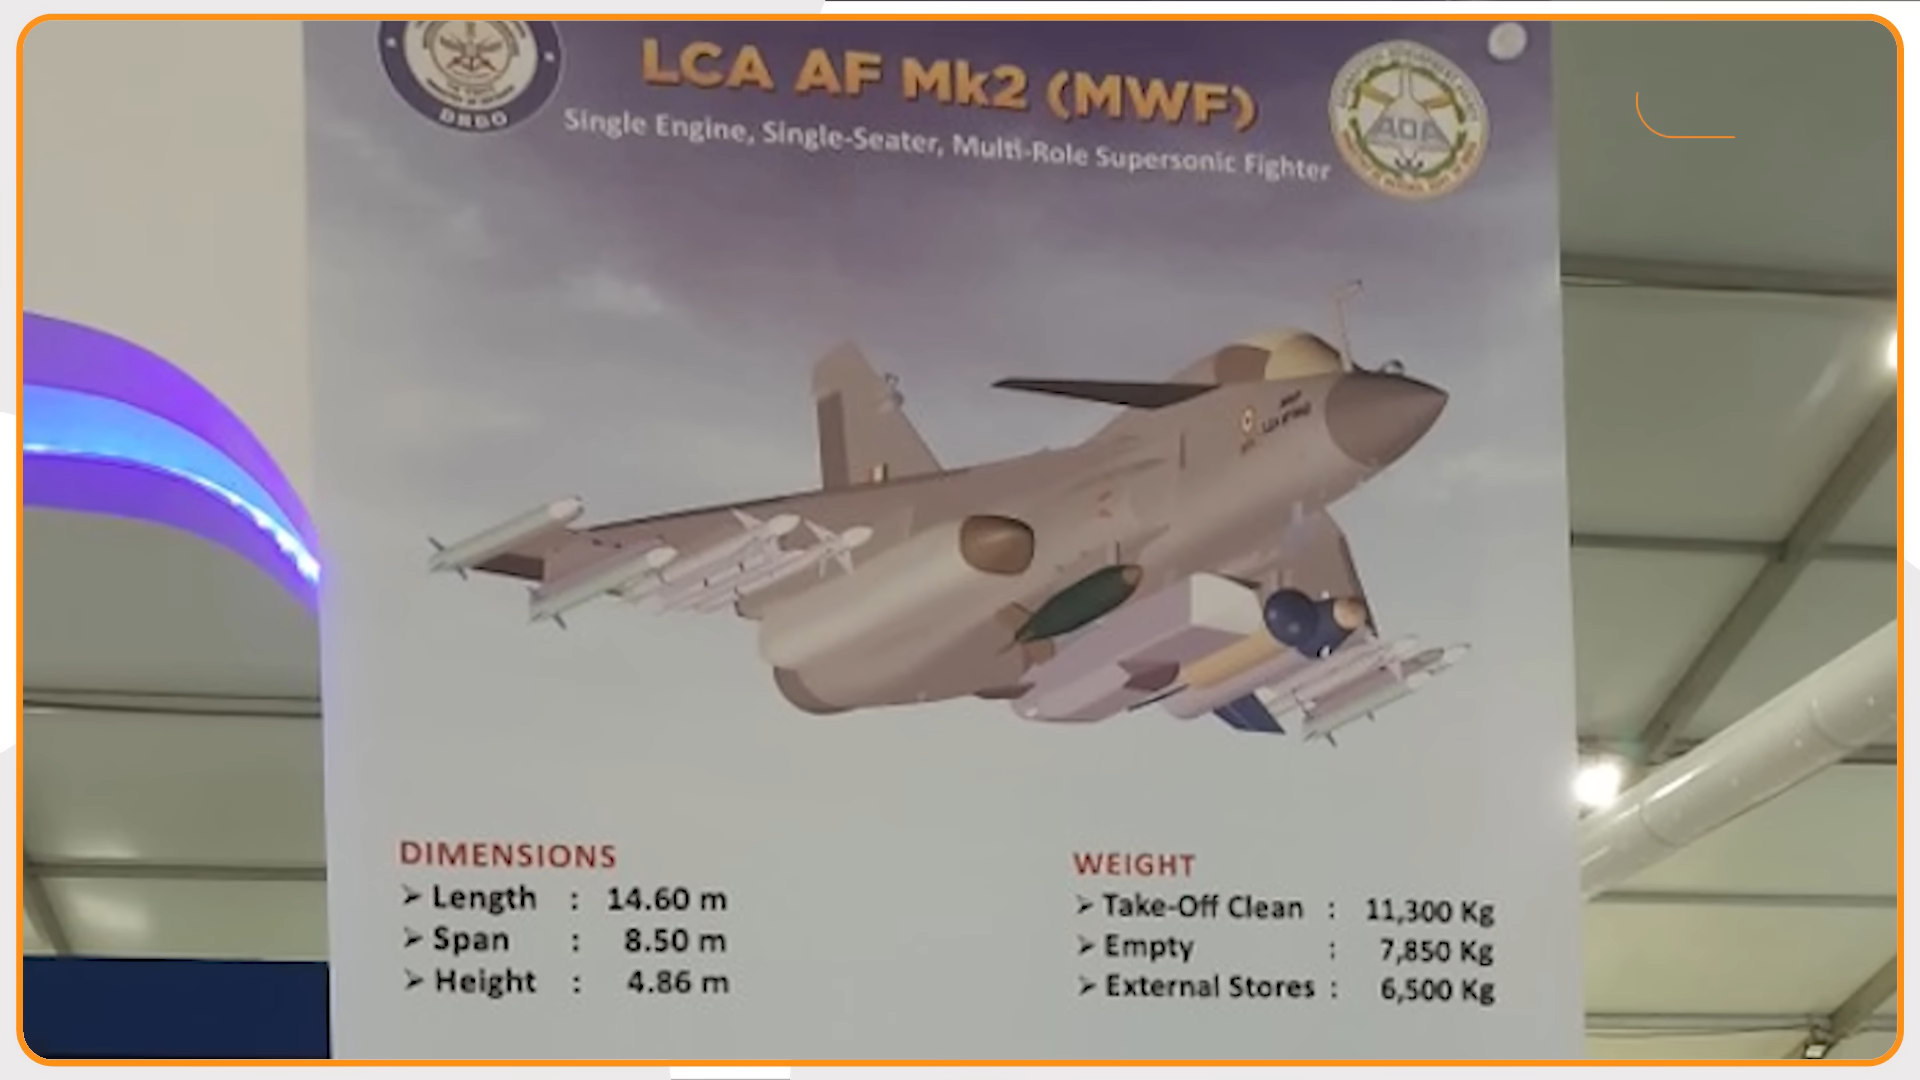 LCA AF Mk2 (MWF)
Single Engine, Single-Seater, Multi-Role Supersonic Fighter
DRDO
ADA
DIMENSIONS
➢ Length : 14.60 m
➢ Span : 8.50 m
➢ Height : 4.86 m
WEIGHT
➢ Take-Off Clean : 11,300 Kg
➢ Empty : 7,850 Kg
➢ External Stores : 6,500 Kg